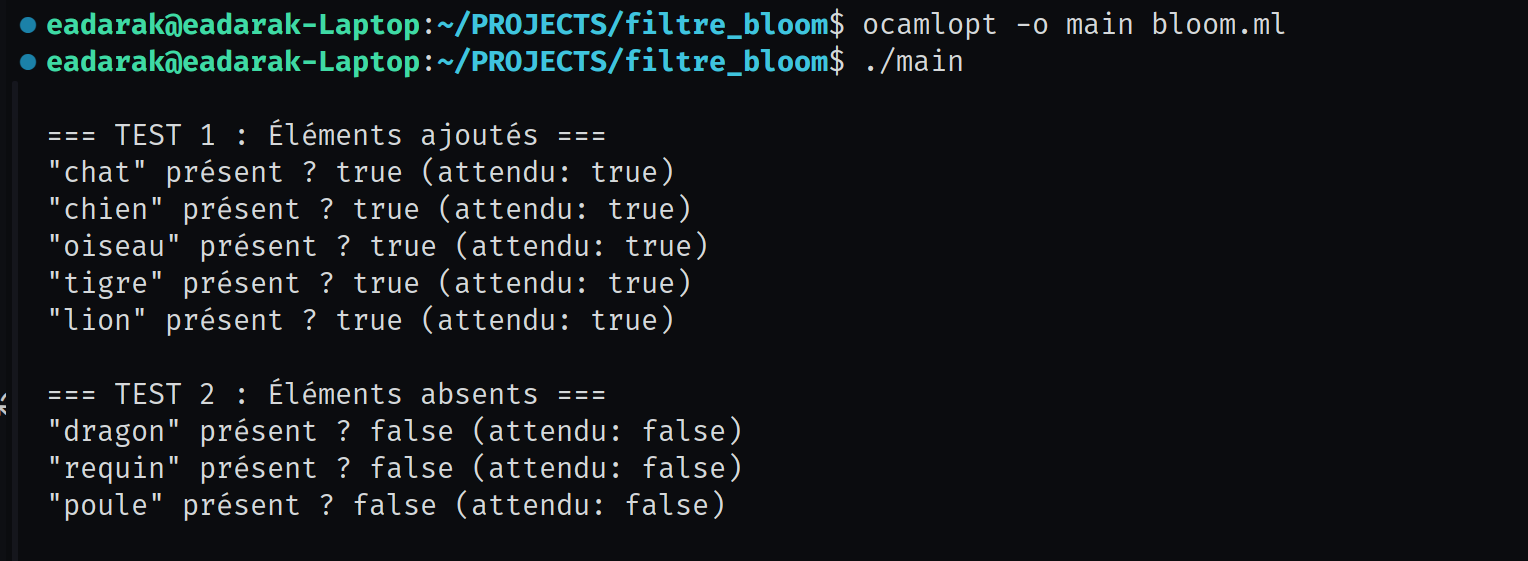 eadarak@eadarak-Laptop:~/PROJECTS/filtre_bloom$ ocamlopt -o main bloom.ml
eadarak@eadarak-Laptop:~/PROJECTS/filtre_bloom$ ./main
=== TEST 1 : Éléments ajoutés ===
"chat" présent ? true (attendu: true)
"chien" présent ? true (attendu: true)
"oiseau" présent ? true (attendu: true)
"tigre" présent ? true (attendu: true)
"lion" présent ? true (attendu: true)
=== TEST 2 : Éléments absents ===
"dragon" présent ? false (attendu: false)
"requin" présent ? false (attendu: false)
"poule" présent ? false (attendu: false)